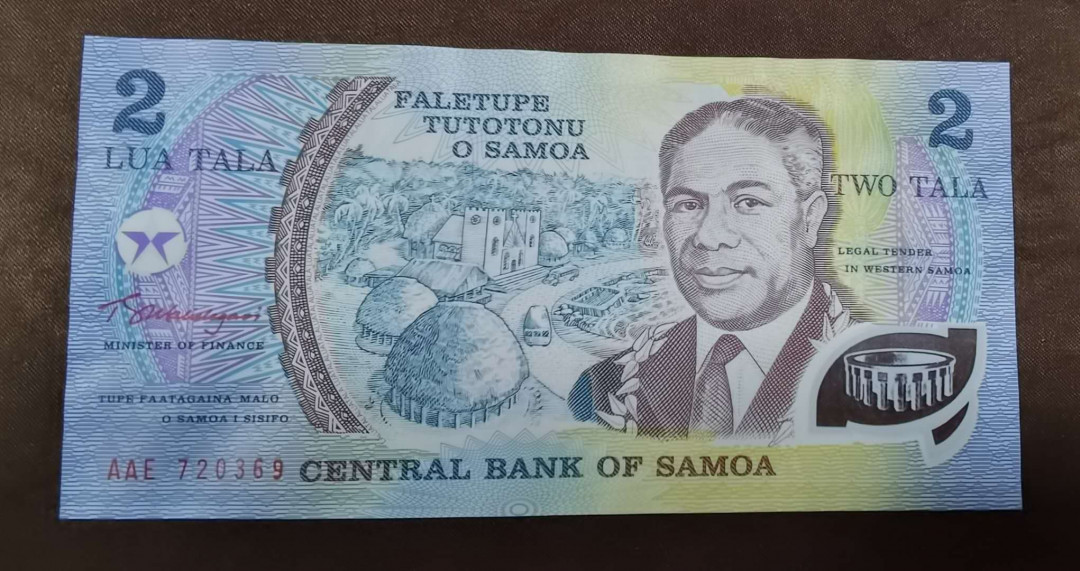 2
LUA TALA
FALETUPE
TUTOTONU
O SAMOA
2
TWO TALA
LEGAL TENDER
IN WESTERN SAMOA
MINISTER OF FINANCE
TUPE FAATAGAINA MALO
O SAMOA I SISIFO
AAE 720369
CENTRAL BANK OF SAMOA